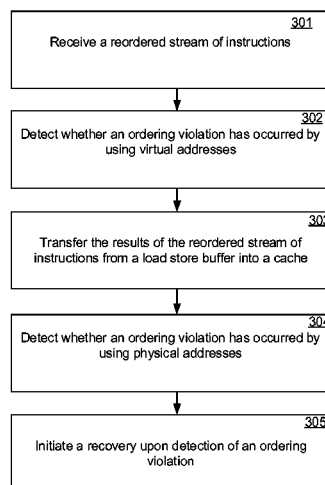 301
Receive a reordered stream of instructions
302
Detect whether an ordering violation has occurred by
using virtual addresses
303
Transfer the results of the reordered stream of
instructions from a load store buffer into a cache
304
Detect whether an ordering violation has occurred by
using physical addresses
305
Initiate a recovery upon detection of an ordering
violation